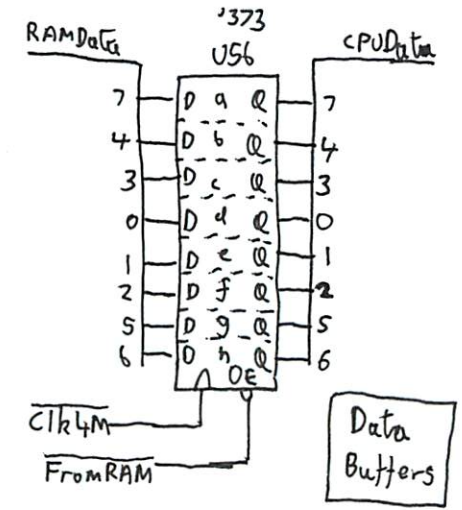 '373
U56
RAMData
CPUData
7 D a Q 7
4 D b Q 4
3 D c Q 3
0 D d Q 0
1 D e Q 1
2 D f Q 2
5 D g Q 5
6 D h Q 6
OE
Clk4M
FromRAM
Data
Buffers